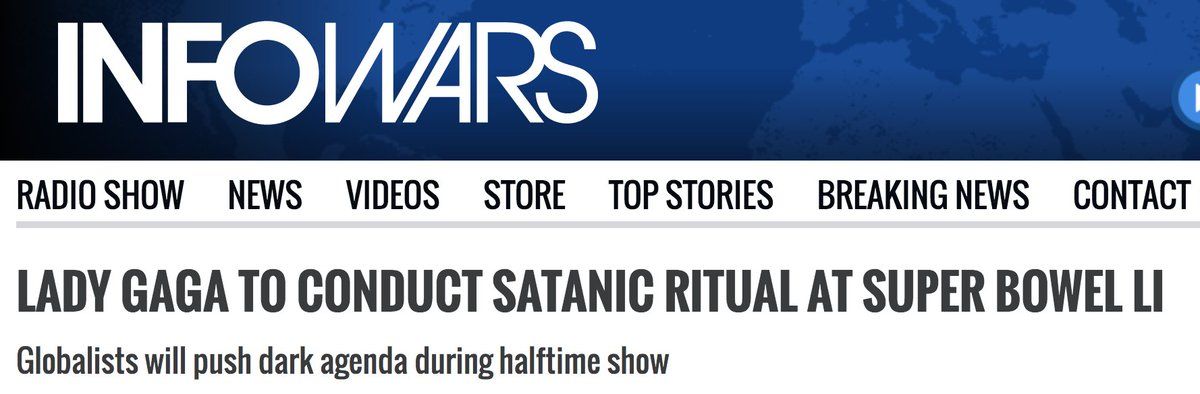 INFOWARS
RADIO SHOW NEWS VIDEOS STORE TOP STORIES BREAKING NEWS CONTACT
LADY GAGA TO CONDUCT SATANIC RITUAL AT SUPER BOWEL LI
Globalists will push dark agenda during halftime show